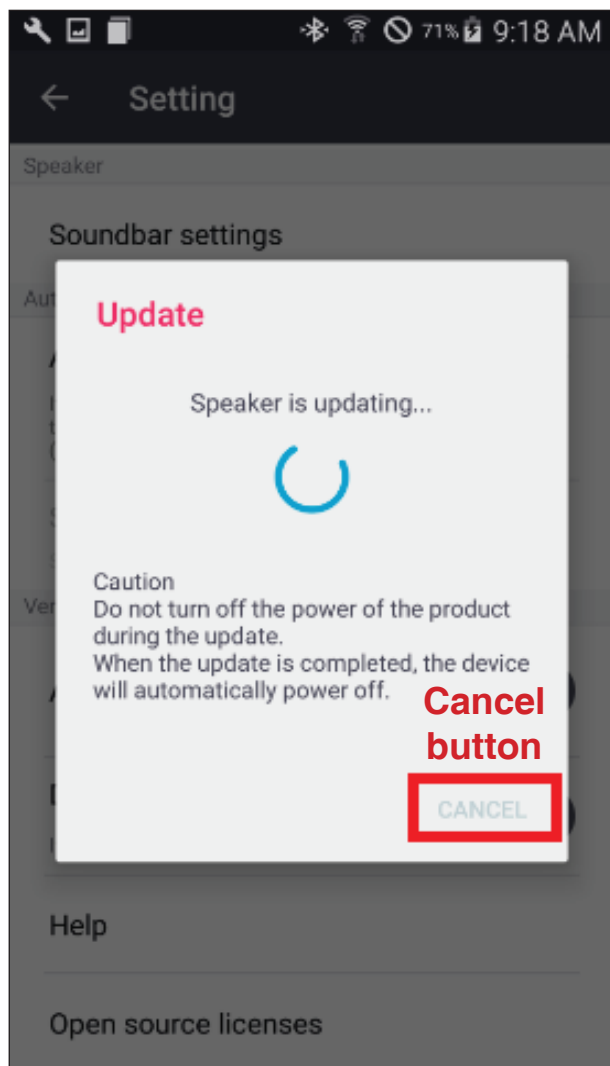 71% 9:18 AM
Setting
Speaker
Soundbar settings
Aut
Update
Speaker is updating...
Caution
Do not turn off the power of the product
during the update.
When the update is completed, the device
will automatically power off.
Cancel
button
Ver
CANCEL
Help
Open source licenses